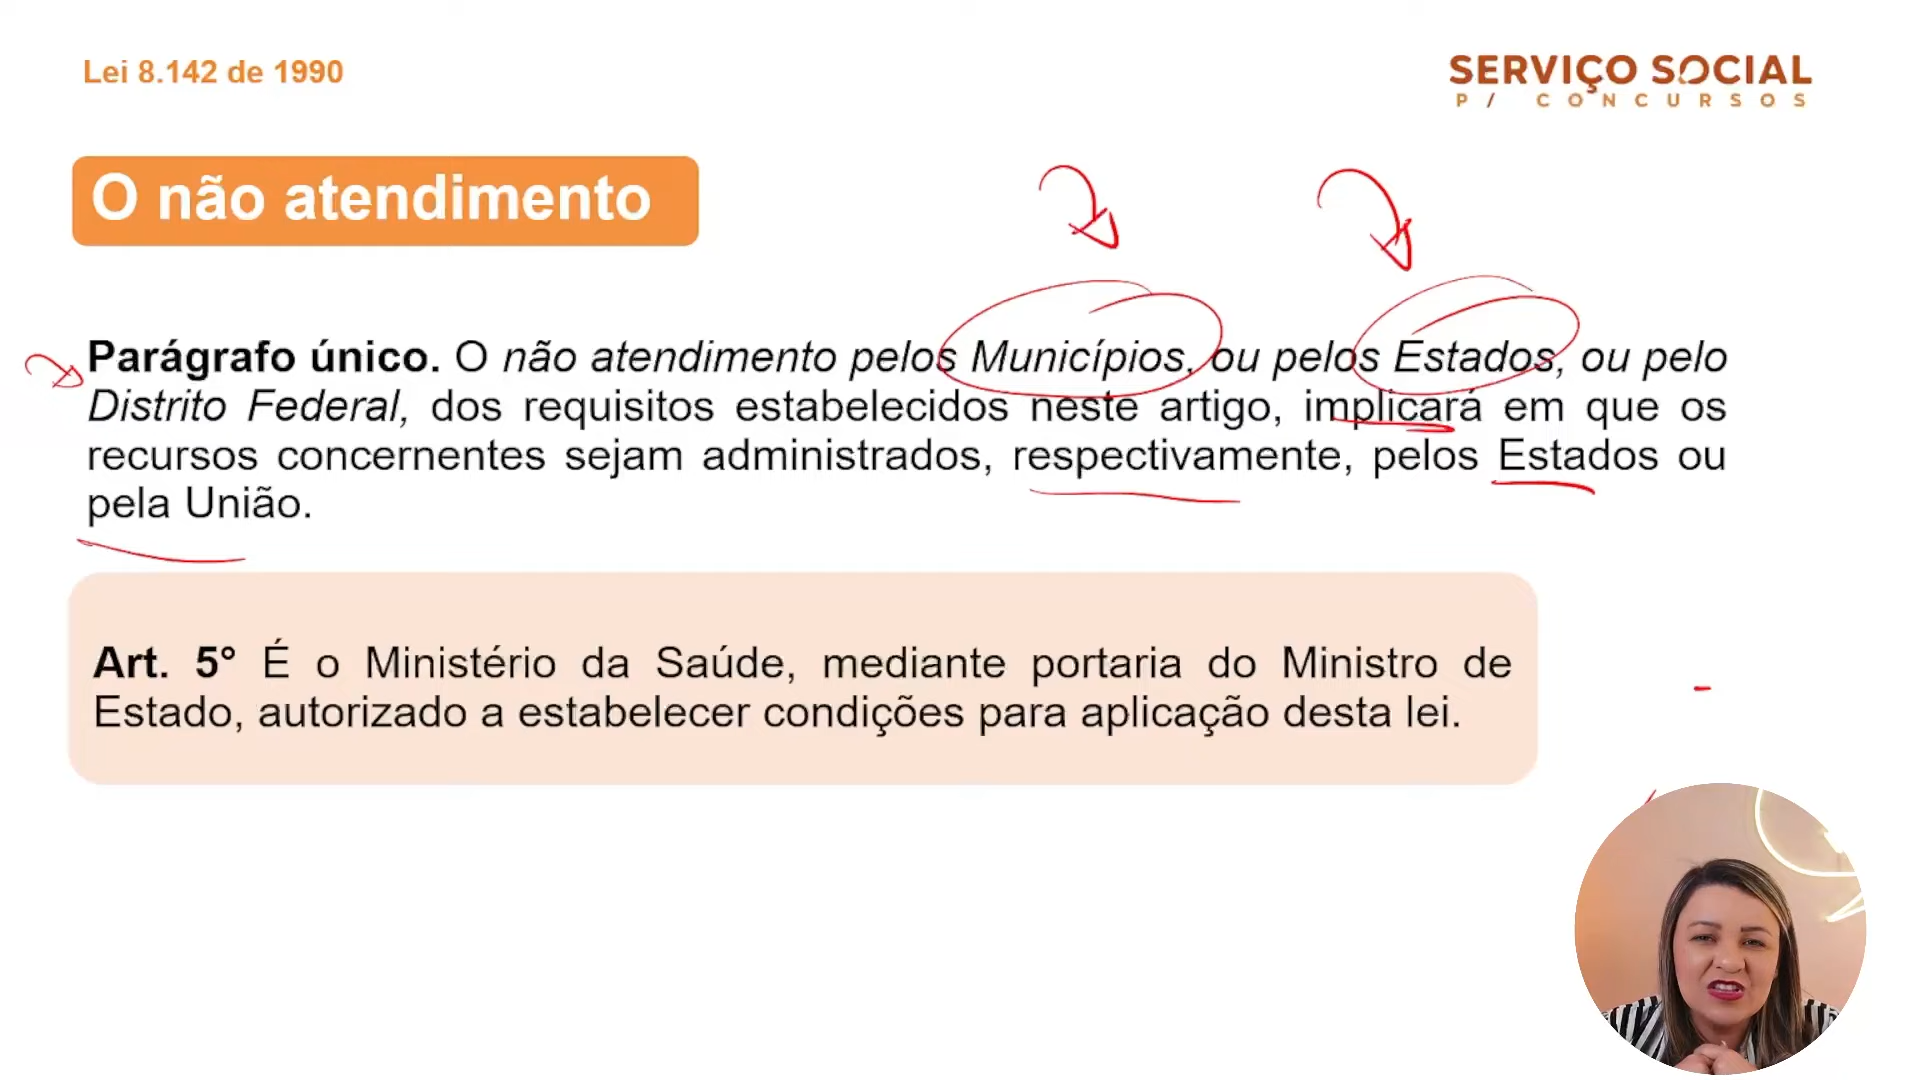 Lei 8.142 de 1990
SERVIÇO SOCIAL
P/ CONCURSOS
O não atendimento
Parágrafo único. O não atendimento pelos Municípios, ou pelos Estados, ou pelo
Distrito Federal, dos requisitos estabelecidos neste artigo, implicará em que os
recursos concernentes sejam administrados, respectivamente, pelos Estados ou
pela União.
Art. 5° É o Ministério da Saúde, mediante portaria do Ministro de
Estado, autorizado a estabelecer condições para aplicação desta lei.